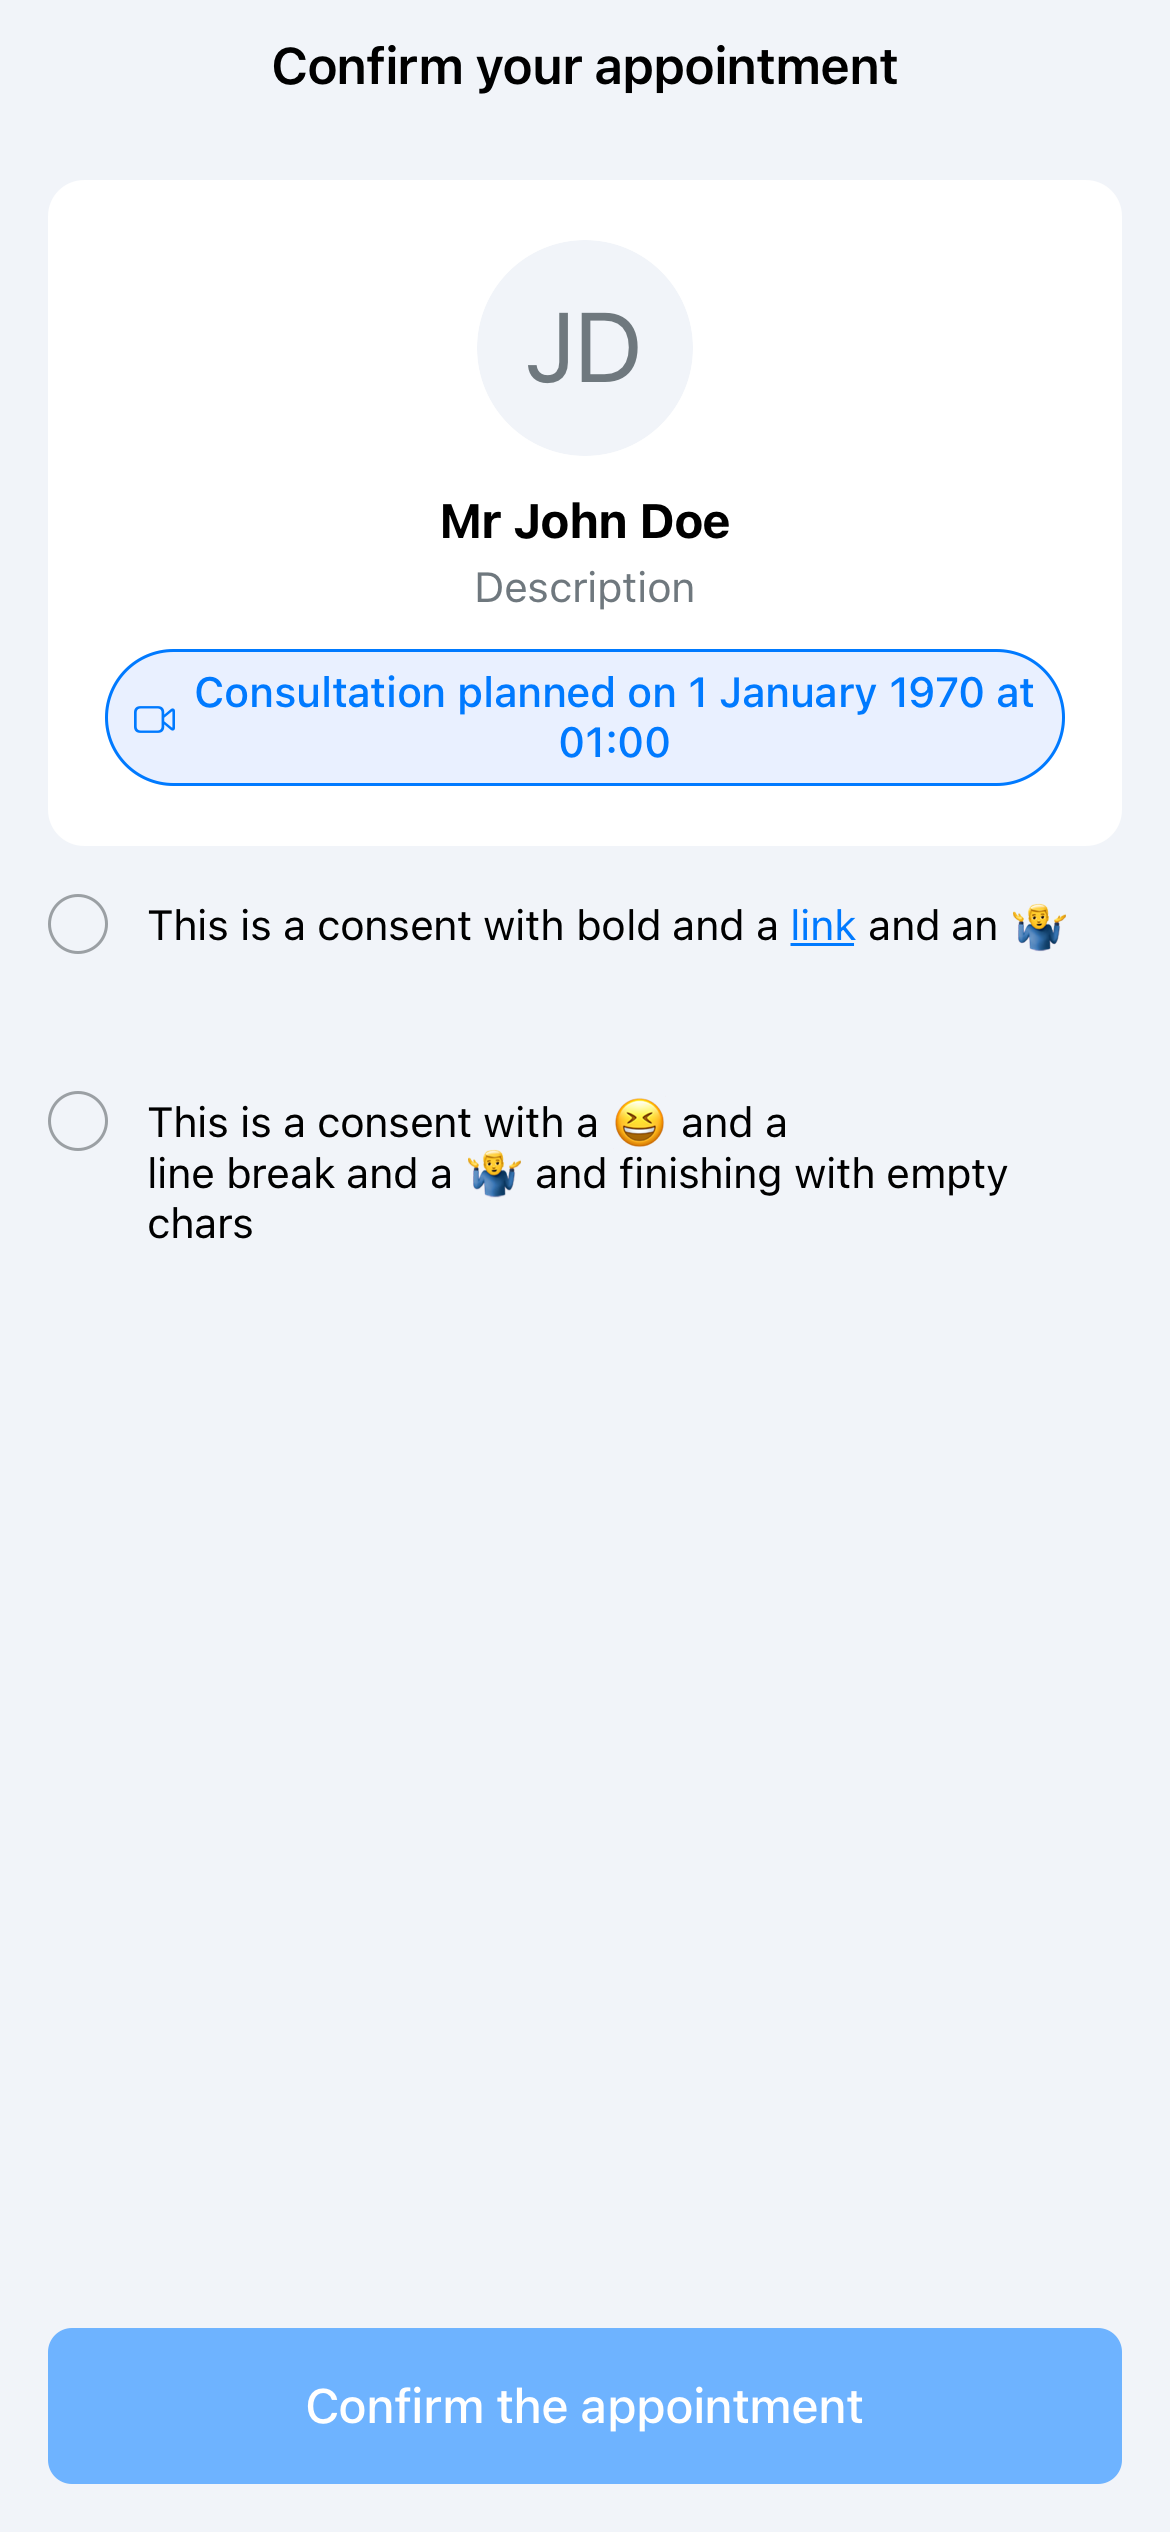 Confirm your appointment
JD
Mr John Doe
Description
Consultation planned on 1 January 1970 at
01:00
This is a consent with bold and a link and an 🤷‍♂️
This is a consent with a 😆 and a
line break and a 🤷‍♂️ and finishing with empty
chars
Confirm the appointment